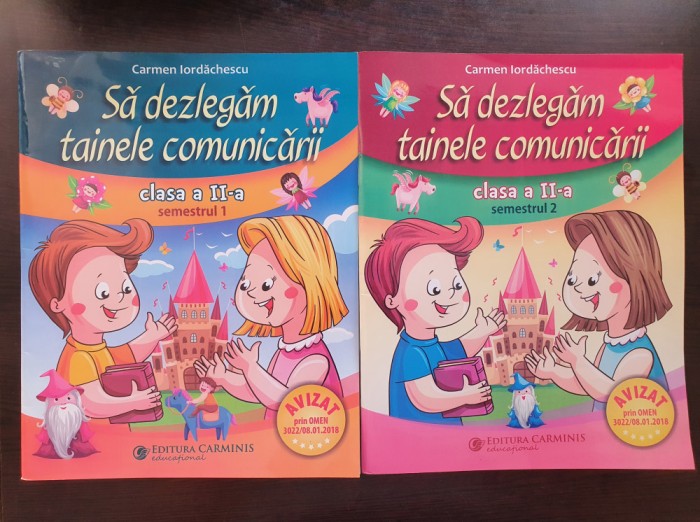 Carmen Iordăchescu
Să dezlegăm
tainele comunicării
clasa a II-a
semestrul 1
AVIZAT
prin OMEN
3022/08.01.2018
EDITURA CARMINIS
educațional
Carmen Iordăchescu
Să dezlegăm
tainele comunicării
clasa a II-a
semestrul 2
AVIZAT
prin OMEN
3022/08.01.2018
EDITURA CARMINIS
educațional